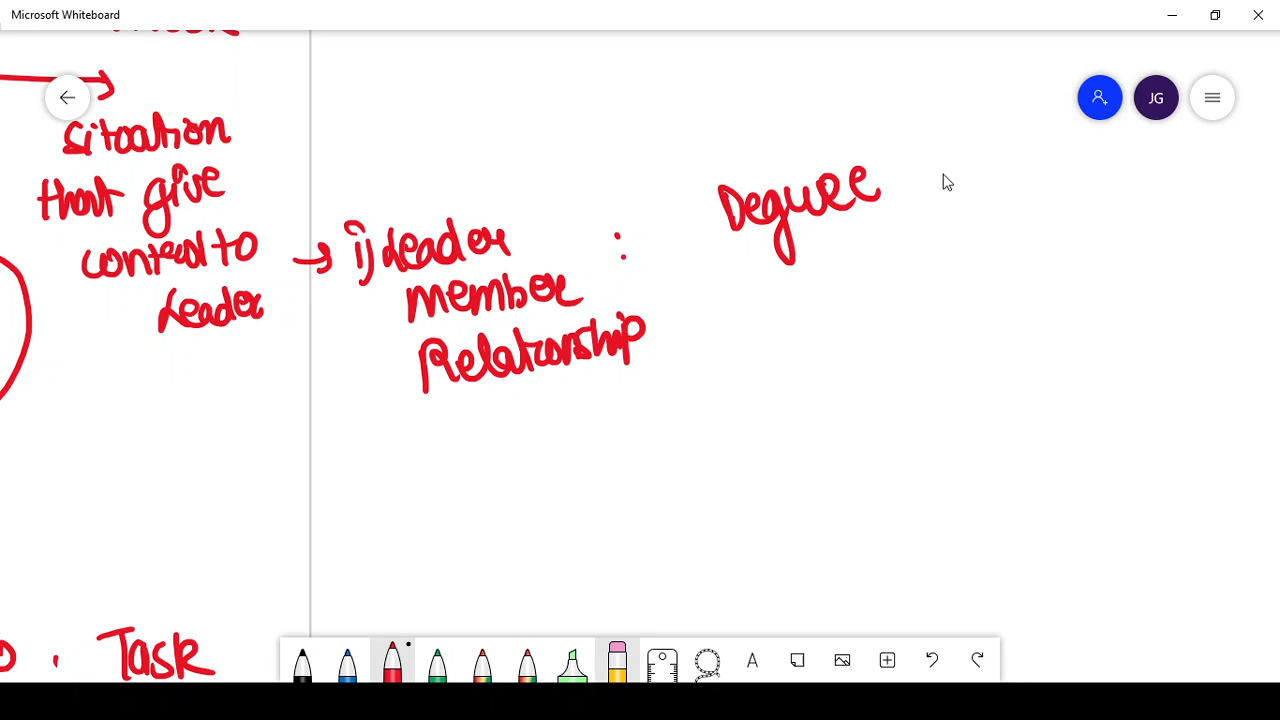 Microsoft Whiteboard
JG
situation
that give
control to
Leader
→ i) Leader :
member
Relationship
Degree
. Task
A